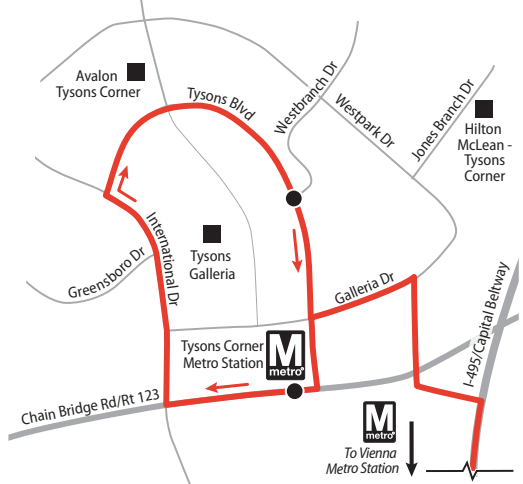 Avalon
Tysons Corner
Tysons Blvd
Westbranch Dr
Westpark Dr
Jones Branch Dr
Hilton
McLean -
Tysons
Corner
International Dr
Greensboro Dr
Tysons
Galleria
Galleria Dr
I-495/Capital Beltway
Tysons Corner
Metro Station
M
metro
Chain Bridge Rd/Rt 123
M
metro
To Vienna
Metro Station